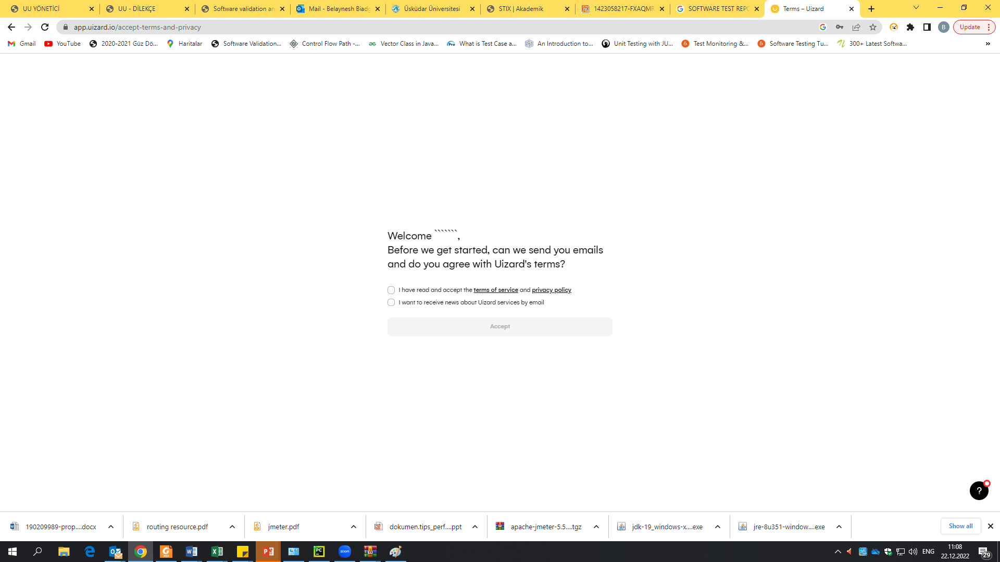 UU YÖNETİCİ
UU - DİLEKÇE
Software validation an
Mail - Belaynesh Biadg
Üsküdar Üniversitesi
STIX | Akademik
1423058217-FXAQMR
SOFTWARE TEST REPO
Terms – Uizard
app.uizard.io/accept-terms-and-privacy
B
Update
Gmail
YouTube
2020-2021 Güz Dö...
Haritalar
Software Validation...
Control Flow Path -...
Vector Class in Java...
What is Test Case a...
An Introduction to...
Unit Testing with JU...
Test Monitoring &...
Software Testing Tu...
300+ Latest Softwa...
»
Welcome ```````,
Before we get started, can we send you emails
and do you agree with Uizard's terms?
I have read and accept the terms of service and privacy policy
I want to receive news about Uizard services by email
Accept
?
190209989-prop....docx
routing resource.pdf
jmeter.pdf
dokumen.tips_perf....ppt
apache-jmeter-5.5....tgz
jdk-19_windows-x....exe
jre-8u351-window....exe
Show all
ENG
11:08
22.12.2022
29